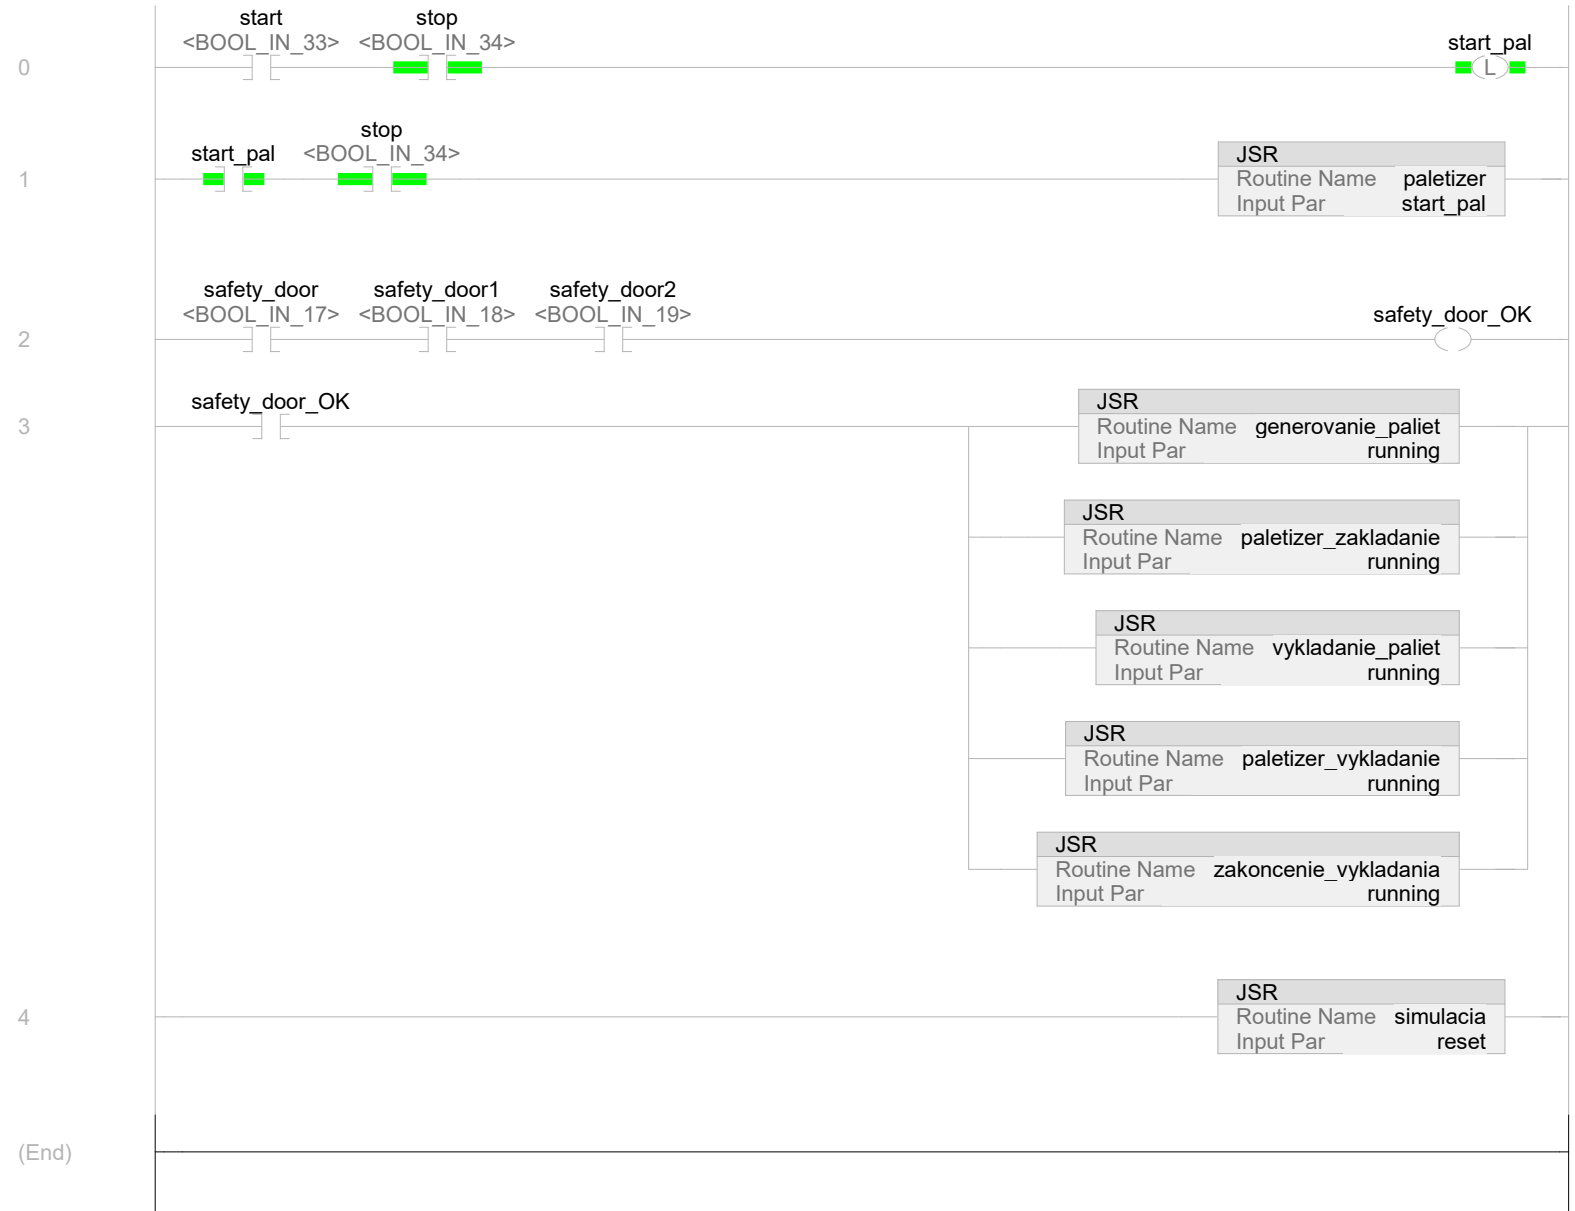 start stop
<BOOL_IN_33> <BOOL_IN_34> start_pal
0 L
stop
start_pal <BOOL_IN_34> JSR
1 Routine Name paletizer
Input Par start_pal
safety_door safety_door1 safety_door2
<BOOL_IN_17> <BOOL_IN_18> <BOOL_IN_19> safety_door_OK
2
safety_door_OK JSR
3 Routine Name generovanie_paliet
Input Par running
JSR
Routine Name paletizer_zakladanie
Input Par running
JSR
Routine Name vykladanie_paliet
Input Par running
JSR
Routine Name paletizer_vykladanie
Input Par running
JSR
Routine Name zakoncenie_vykladania
Input Par running
JSR
4 Routine Name simulacia
Input Par reset
(End)